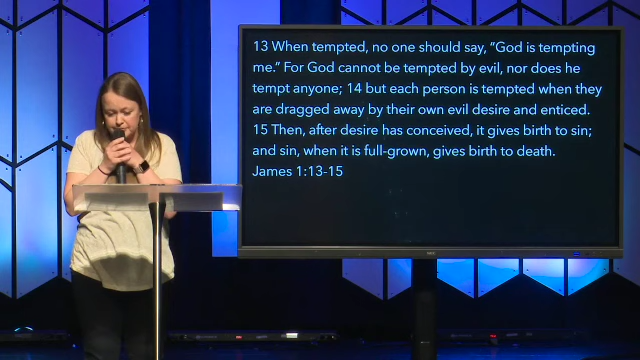 13 When tempted, no one should say, “God is tempting
me.” For God cannot be tempted by evil, nor does he
tempt anyone; 14 but each person is tempted when they
are dragged away by their own evil desire and enticed.
15 Then, after desire has conceived, it gives birth to sin;
and sin, when it is full-grown, gives birth to death.
James 1:13-15